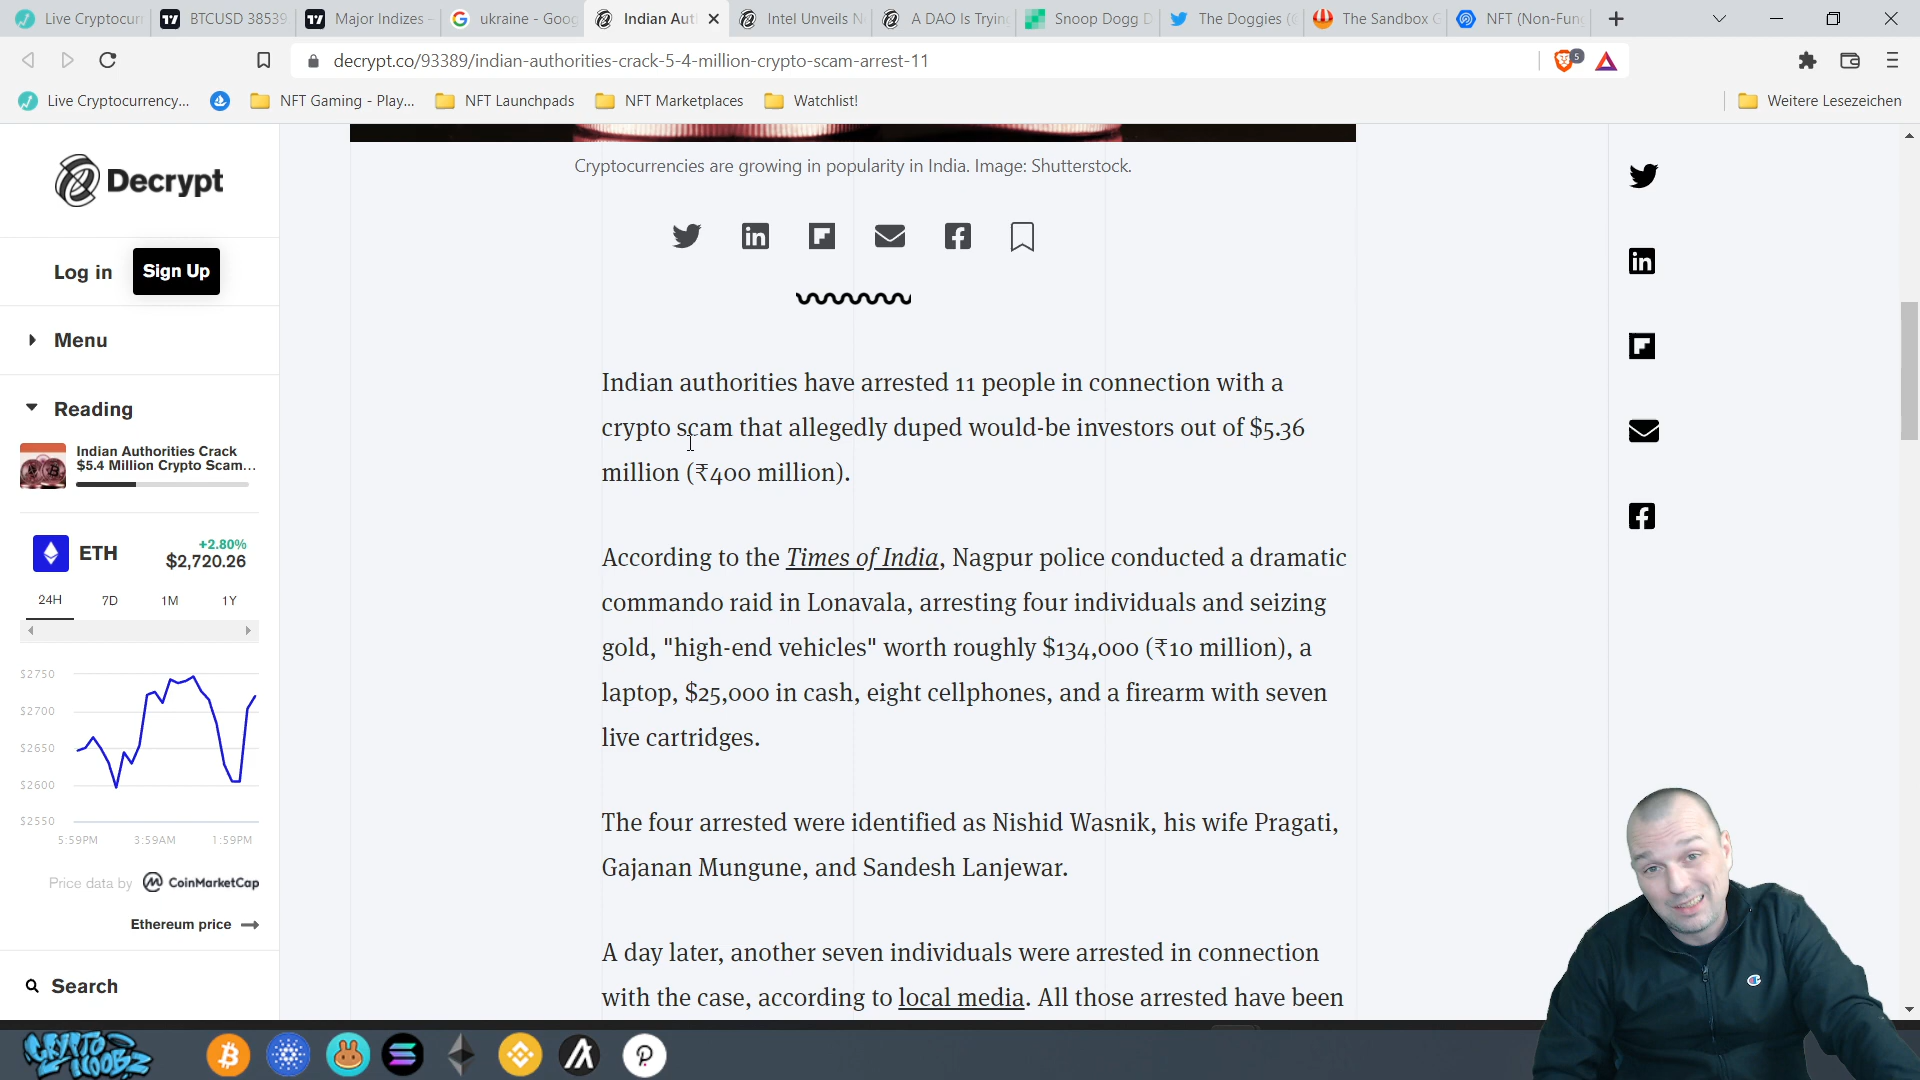 Live Cryptocurr
BTCUSD 38539
Major Indizes -
ukraine - Goog
Indian Aut
Intel Unveils N
A DAO Is Tryin
Snoop Dogg D
The Doggies (
The Sandbox C
NFT (Non-Fun
decrypt.co/93389/indian-authorities-crack-5-4-million-crypto-scam-arrest-11
5
Live Cryptocurrency...
NFT Gaming - Play...
NFT Launchpads
NFT Marketplaces
Watchlist!
Weitere Lesezeichen
Decrypt
Log in
Sign Up
Menu
Reading
Indian Authorities Crack
$5.4 Million Crypto Scam...
ETH
+2.80%
$2,720.26
24H 7D 1M 1Y
$2750
$2700
$2650
$2600
$2550
5:59PM 3:59AM 1:59PM
Price data by CoinMarketCap
Ethereum price
Search
Cryptocurrencies are growing in popularity in India. Image: Shutterstock.
Indian authorities have arrested 11 people in connection with a
crypto scam that allegedly duped would-be investors out of $5.36
million (₹400 million).
According to the Times of India, Nagpur police conducted a dramatic
commando raid in Lonavala, arresting four individuals and seizing
gold, "high-end vehicles" worth roughly $134,000 (₹10 million), a
laptop, $25,000 in cash, eight cellphones, and a firearm with seven
live cartridges.
The four arrested were identified as Nishid Wasnik, his wife Pragati,
Gajanan Mungune, and Sandesh Lanjewar.
A day later, another seven individuals were arrested in connection
with the case, according to local media. All those arrested have been
CRYPTO
NOOBZ